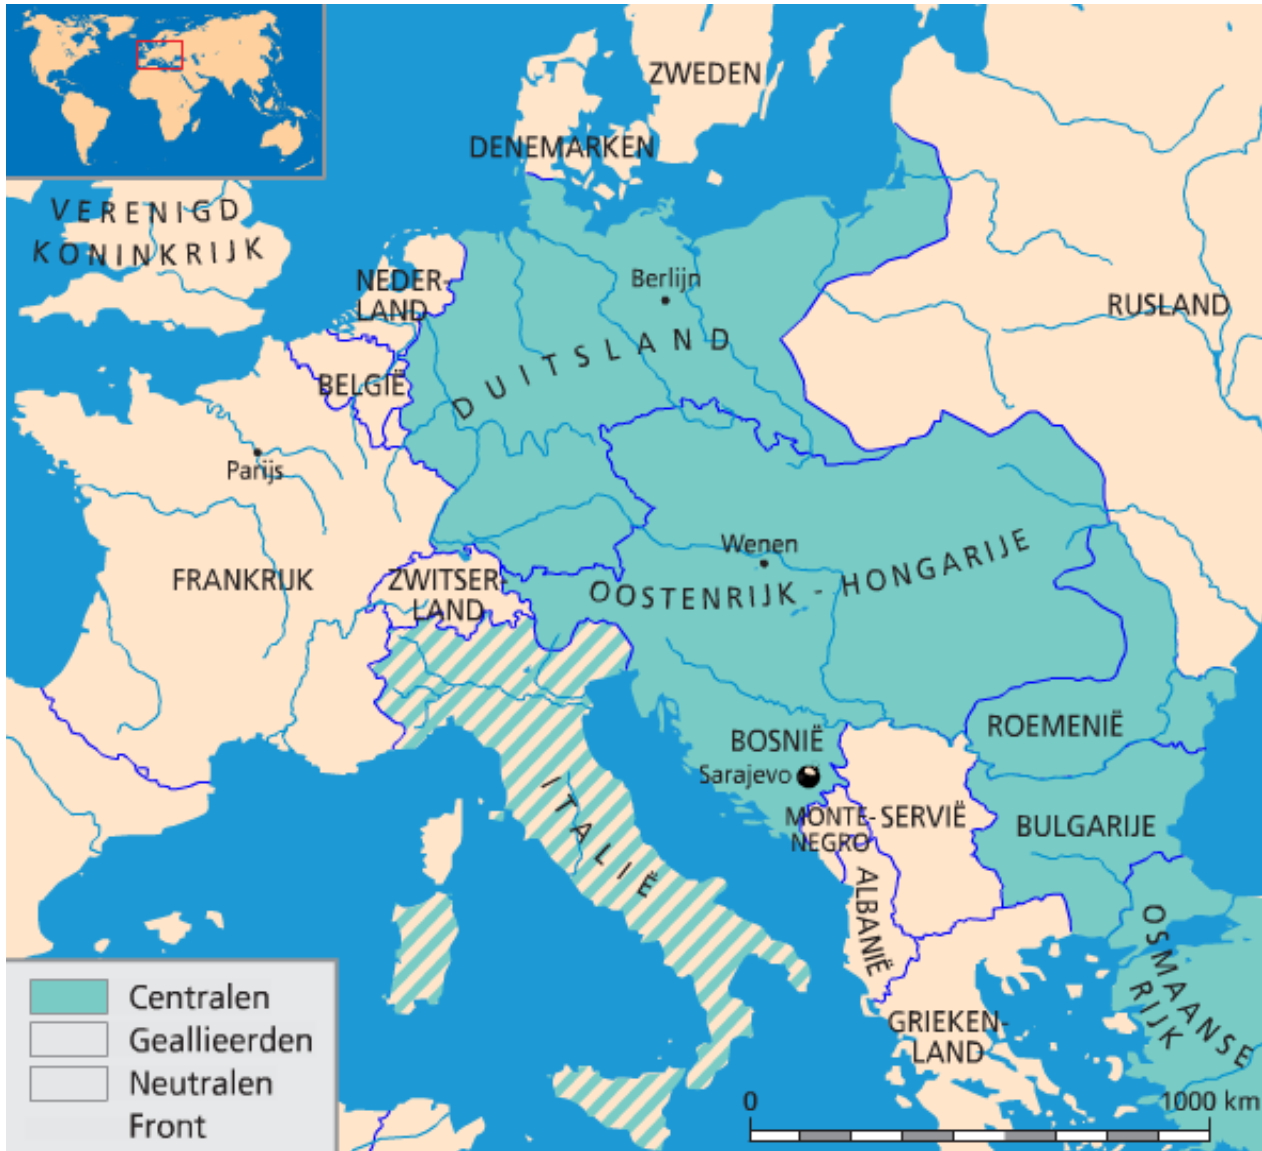 ZWEDEN
DENEMARKEN
VERENIGD
KONINKRIJK
NEDER-
LAND
Berlijn
RUSLAND
DUITSLAND
BELGIË
Parijs
Wenen
FRANKRIJK
ZWITSER-
LAND
OOSTENRIJK - HONGARIJE
BOSNIË
Sarajevo
ROEMENIË
MONTE-
NEGRO
SERVIË
BULGARIJE
ITALIË
ALBANIË
OSMAANSE
RIJK
GRIEKEN-
LAND
Centralen
Geallieerden
Neutralen
Front
0 1000 km